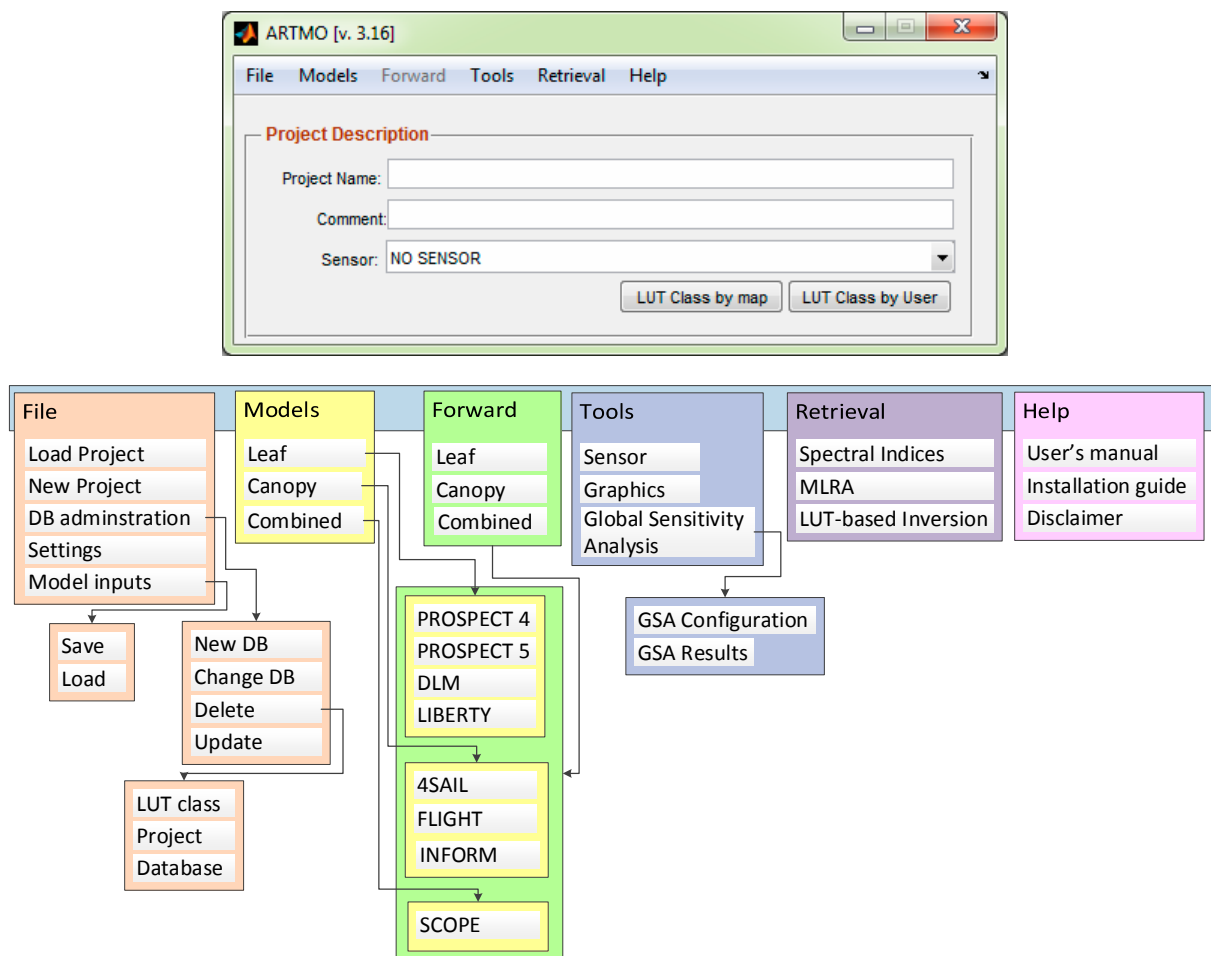 ARTMO [v. 3.16]
File Models Forward Tools Retrieval Help
Project Description
Project Name:
Comment:
Sensor: NO SENSOR
LUT Class by map LUT Class by User
File
Load Project
New Project
DB adminstration
Settings
Model inputs
Save
Load
New DB
Change DB
Delete
Update
LUT class
Project
Database
Models
Leaf
Canopy
Combined
Forward
Leaf
Canopy
Combined
PROSPECT 4
PROSPECT 5
DLM
LIBERTY
4SAIL
FLIGHT
INFORM
SCOPE
Tools
Sensor
Graphics
Global Sensitivity
Analysis
GSA Configuration
GSA Results
Retrieval
Spectral Indices
MLRA
LUT-based Inversion
Help
User's manual
Installation guide
Disclaimer